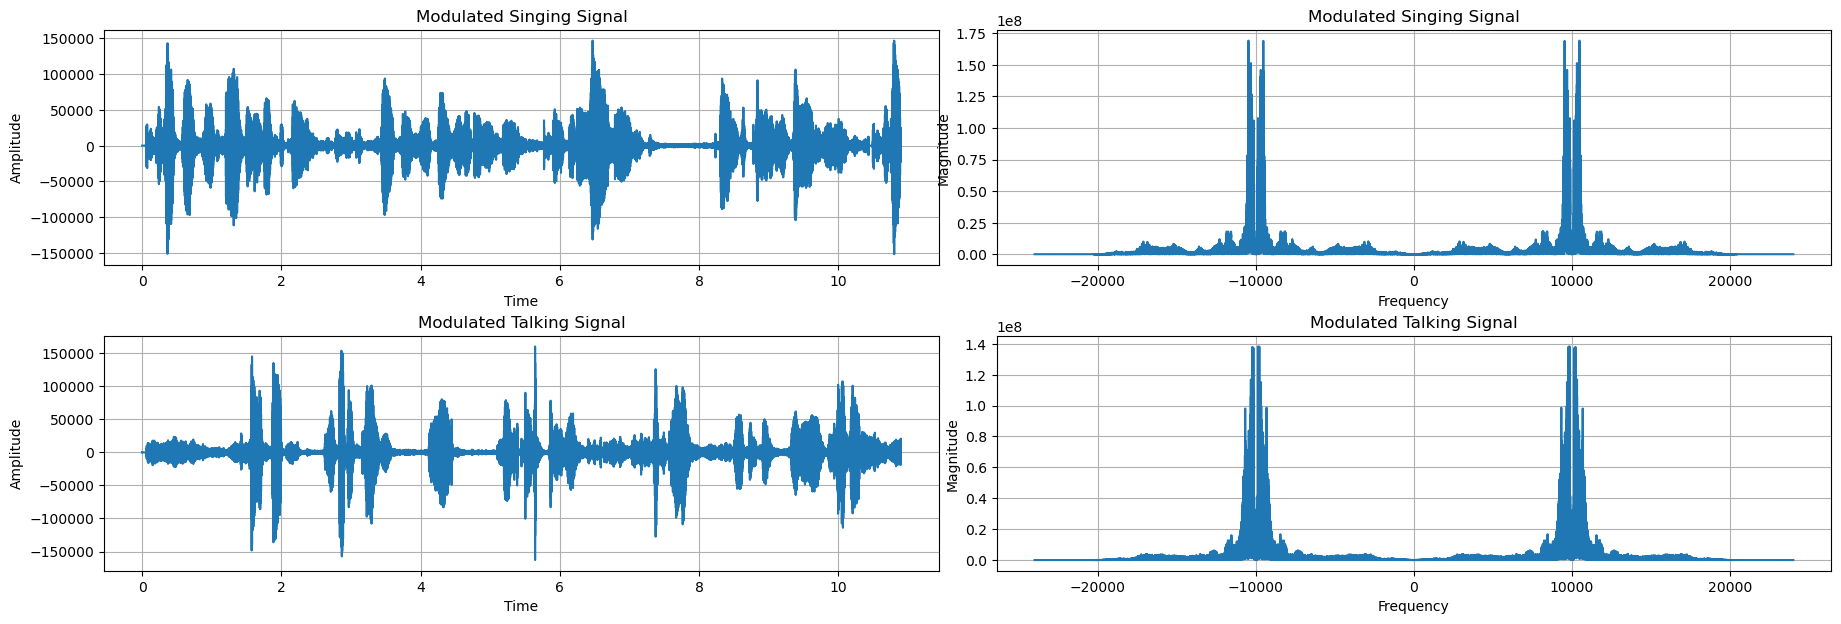 Modulated Singing Signal
150000
100000
50000
0
−50000
−100000
−150000
Amplitude
0 2 4 6 8 10
Time
Modulated Singing Signal
1e8
1.75
1.50
1.25
1.00
0.75
0.50
0.25
0.00
Magnitude
−20000 −10000 0 10000 20000
Frequency
Modulated Talking Signal
150000
100000
50000
0
−50000
−100000
−150000
Amplitude
0 2 4 6 8 10
Time
Modulated Talking Signal
1e8
1.4
1.2
1.0
0.8
0.6
0.4
0.2
0.0
Magnitude
−20000 −10000 0 10000 20000
Frequency